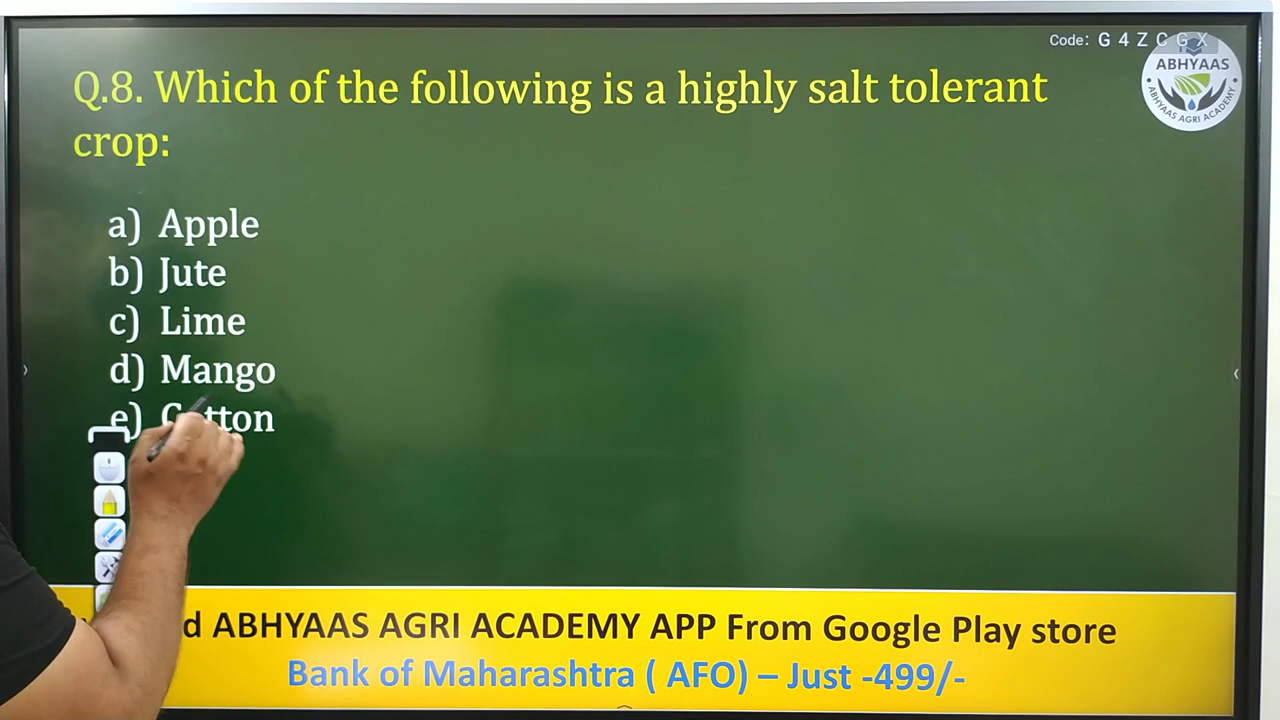 Code: G 4 Z C G X
ABHYAAS
ABHYAAS AGRI ACADEMY
Q.8. Which of the following is a highly salt tolerant
crop:
a) Apple
b) Jute
c) Lime
d) Mango
e) Cotton
d ABHYAAS AGRI ACADEMY APP From Google Play store
Bank of Maharashtra ( AFO) – Just -499/-